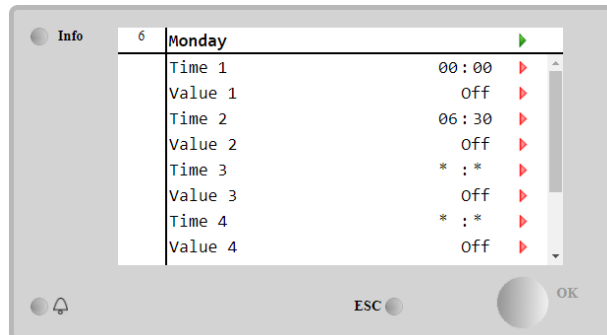 Info
6 Monday
Time 1 00:00
Value 1 Off
Time 2 06:30
Value 2 Off
Time 3 * :*
Value 3 Off
Time 4 * :*
Value 4 Off
ESC
OK